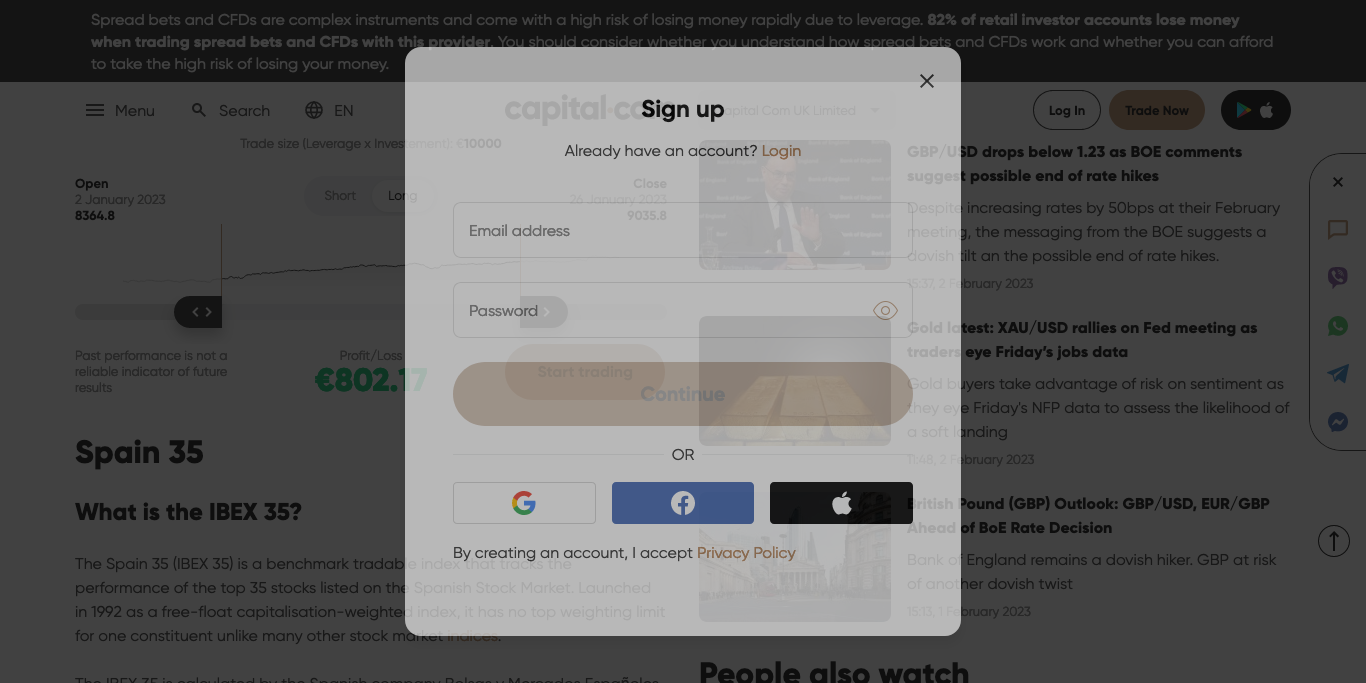 Spread bets and CFDs are complex instruments and come with a high risk of losing money rapidly due to leverage. 82% of retail investor accounts lose money
when trading spread bets and CFDs with this provider. You should consider whether you understand how spread bets and CFDs work and whether you can afford
to take the high risk of losing your money.
Menu
Search
EN
capital.co
Capital Com UK Limited
Log In
Trade Now
Sign up
Already have an account? Login
Email address
Password
Continue
OR
By creating an account, I accept Privacy Policy
Trade size (Leverage x Investement): €10000
Open
2 January 2023
8364.8
Short
Long
Close
26 January 2023
9035.8
Past performance is not a
reliable indicator of future
results
Profit/Loss
€802.17
Start trading
Spain 35
What is the IBEX 35?
The Spain 35 (IBEX 35) is a benchmark tradable index that tracks the
performance of the top 35 stocks listed on the Spanish Stock Market. Launched
in 1992 as a free-float capitalisation-weighted index, it has no top weighting limit
for one constituent unlike many other stock market indices.
The IBEX 35 is calculated by the Spanish company Bolsas y Mercados Españoles
GBP/USD drops below 1.23 as BOE comments
suggest possible end of rate hikes
Despite increasing rates by 50bps at their February
meeting, the messaging from the BOE suggests a
dovish tilt an the possible end of rate hikes.
15:37, 2 February 2023
Gold latest: XAU/USD rallies on Fed meeting as
traders eye Friday's jobs data
Gold buyers take advantage of risk on sentiment as
they eye Friday's NFP data to assess the likelihood of
a soft landing
11:48, 2 February 2023
British Pound (GBP) Outlook: GBP/USD, EUR/GBP
Ahead of BoE Rate Decision
Bank of England remains a dovish hiker. GBP at risk
of another dovish twist
15:13, 1 February 2023
People also watch